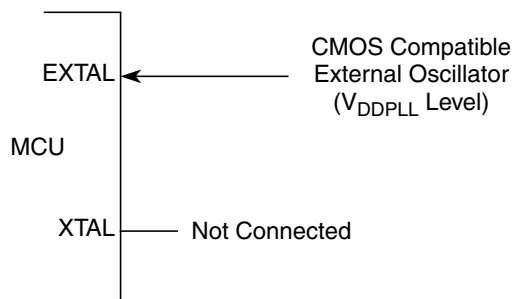 CMOS Compatible
External Oscillator
(VDDPLL Level)
EXTAL
MCU
XTAL
Not Connected